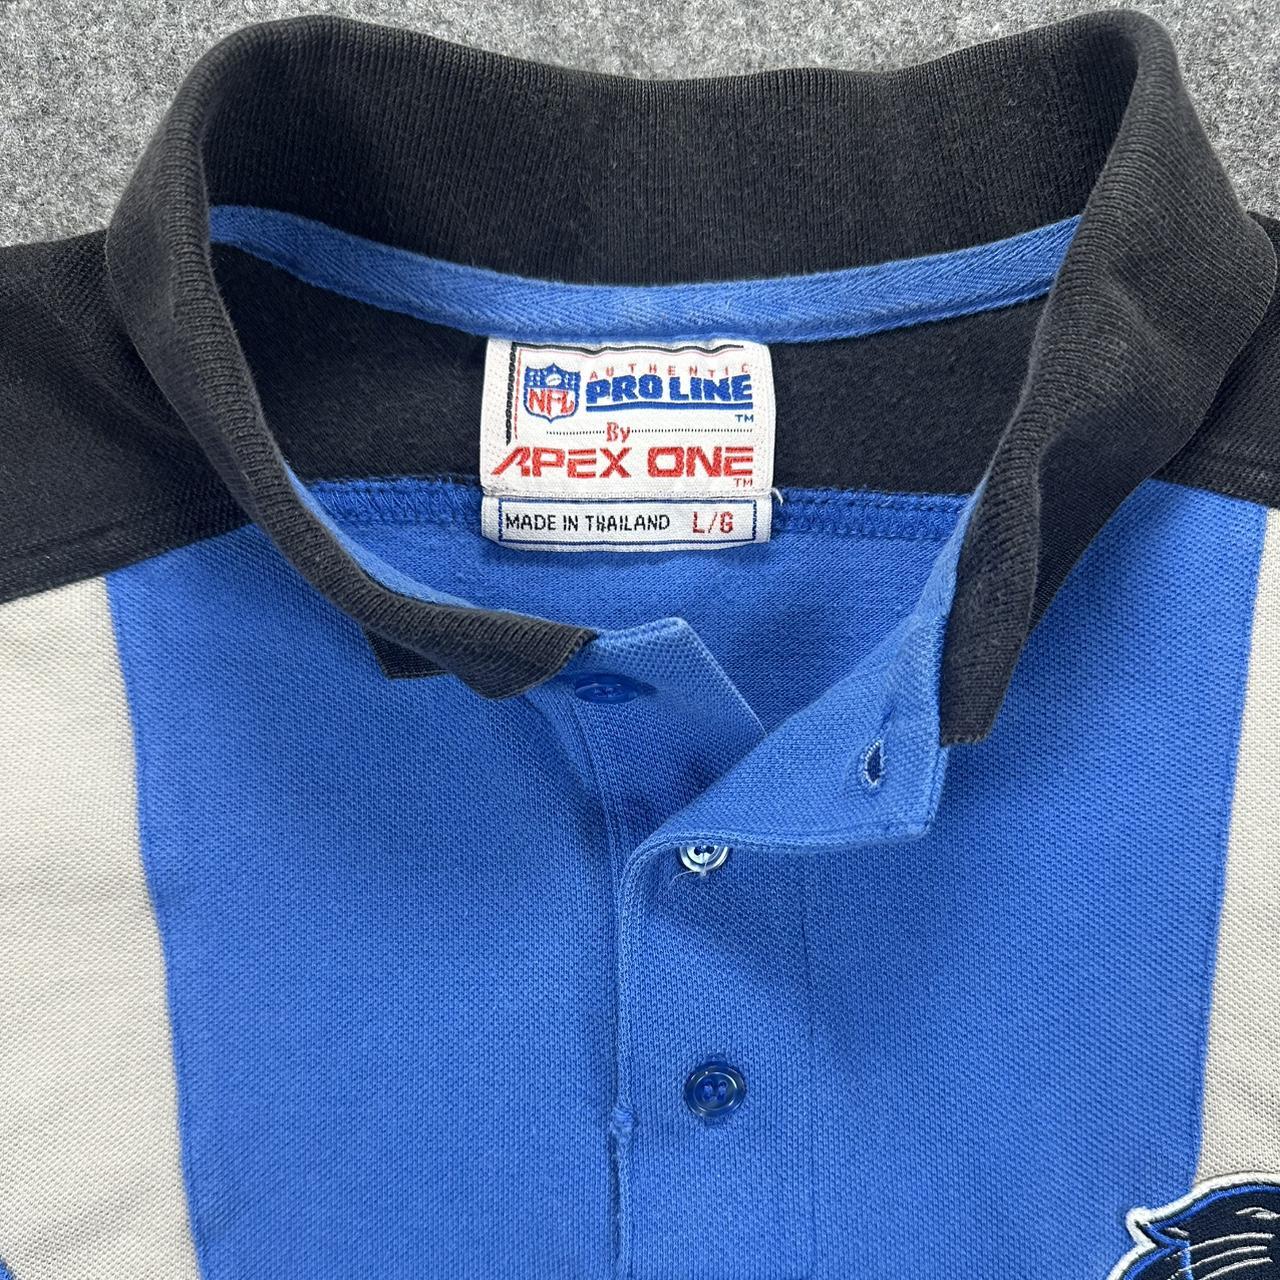 NFL
AUTHENTIC
PRO LINE
TM
By
APEX ONE
TM
MADE IN THAILAND L/G